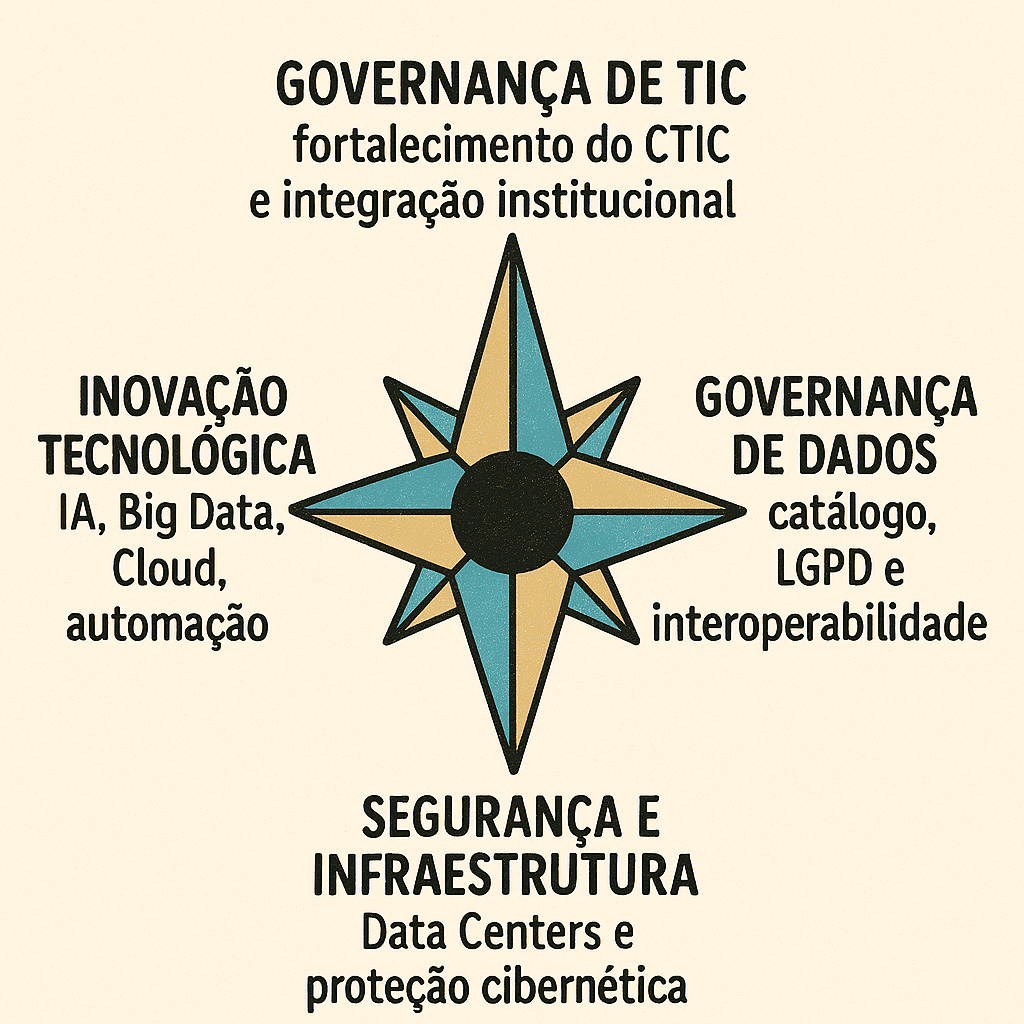 GOVERNANÇA DE TIC
fortalecimento do CTIC
e integração institucional
INOVAÇÃO
TECNOLÓGICA
IA, Big Data,
Cloud,
automação
GOVERNANÇA
DE DADOS
catálogo,
LGPD e
interoperabilidade
SEGURANÇA E
INFRAESTRUTURA
Data Centers e
proteção cibernética